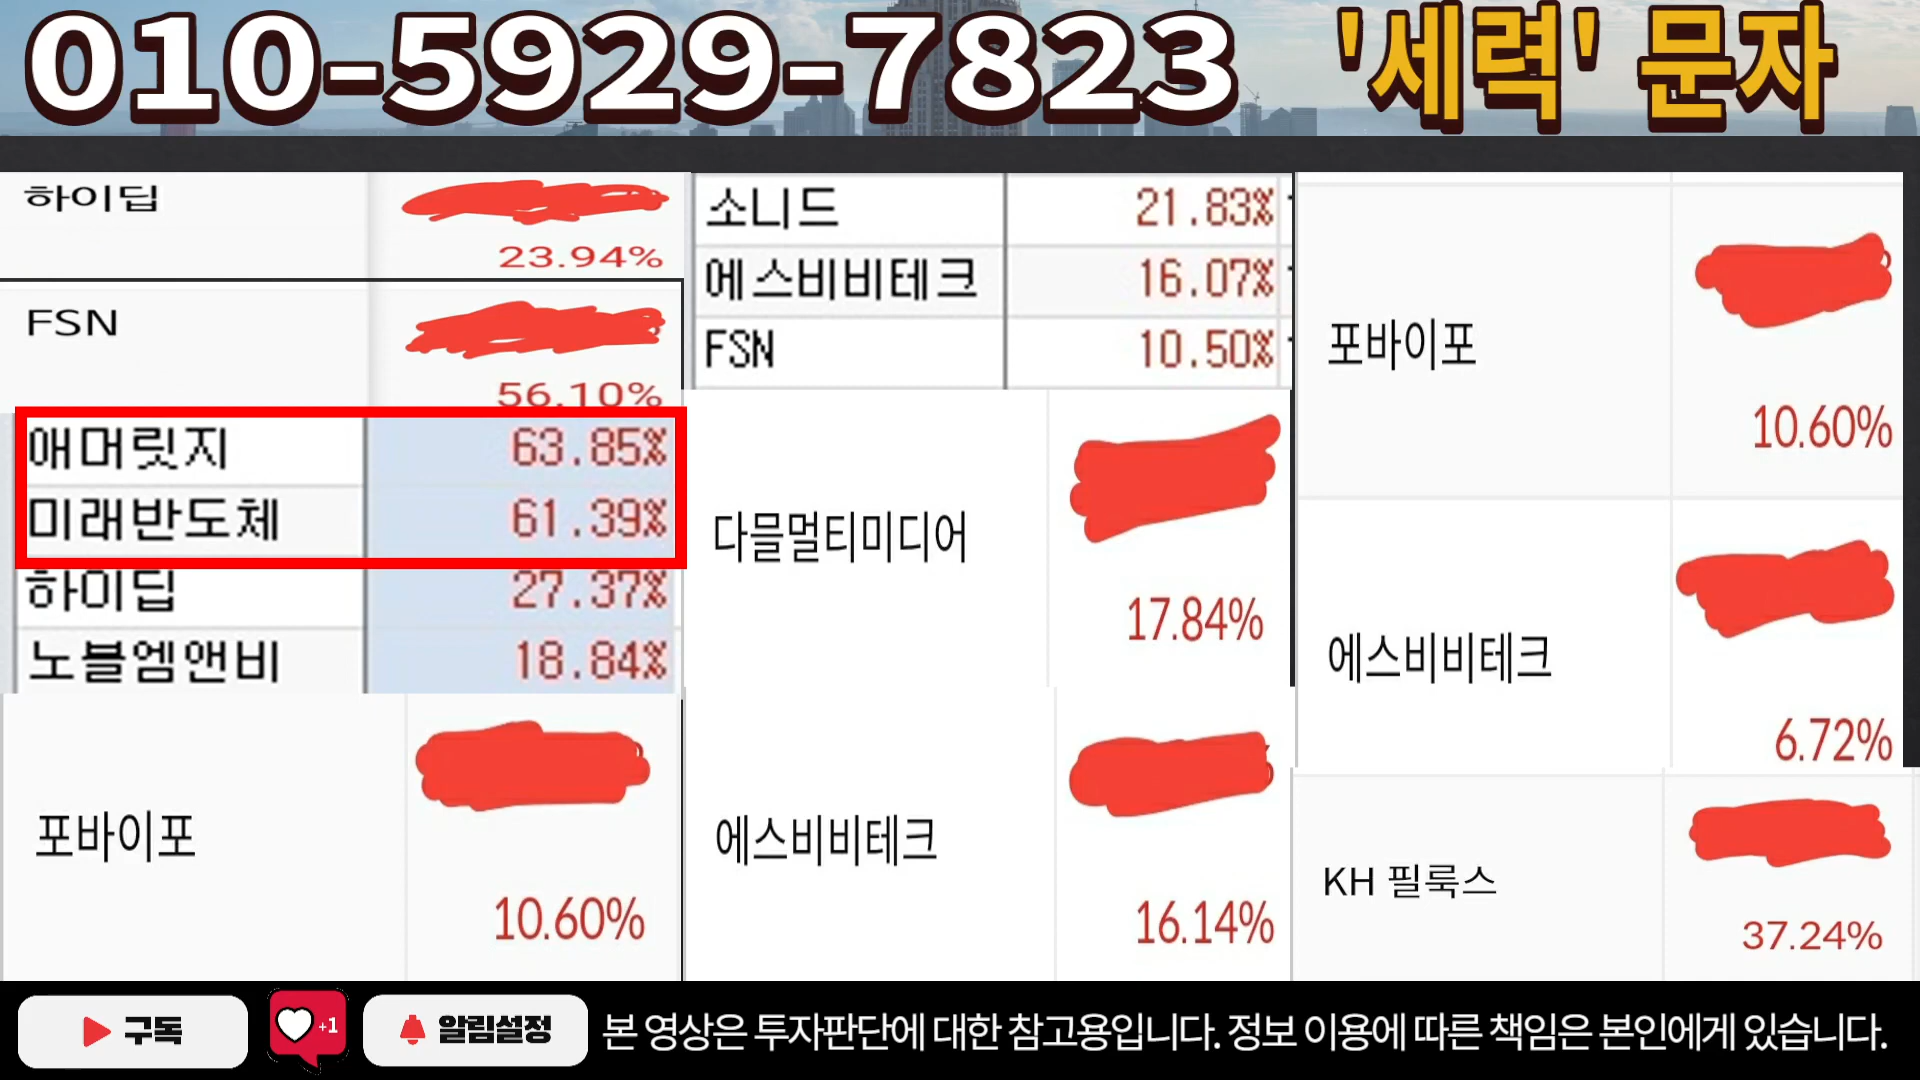 010-5929-7823 '세력' 문자
하이딥
23.94%
FSN
56.10%
애머릿지
63.85%
미래반도체
61.39%
하이딥
27.37%
노블엠앤비
18.84%
포바이포
10.60%
소니드
21.83%
에스비비테크
16.07%
FSN
10.50%
다믈멀티미디어
17.84%
에스비비테크
16.14%
포바이포
10.60%
에스비비테크
6.72%
KH 필룩스
37.24%
구독
+1
알림설정
본 영상은 투자판단에 대한 참고용입니다. 정보 이용에 따른 책임은 본인에게 있습니다.